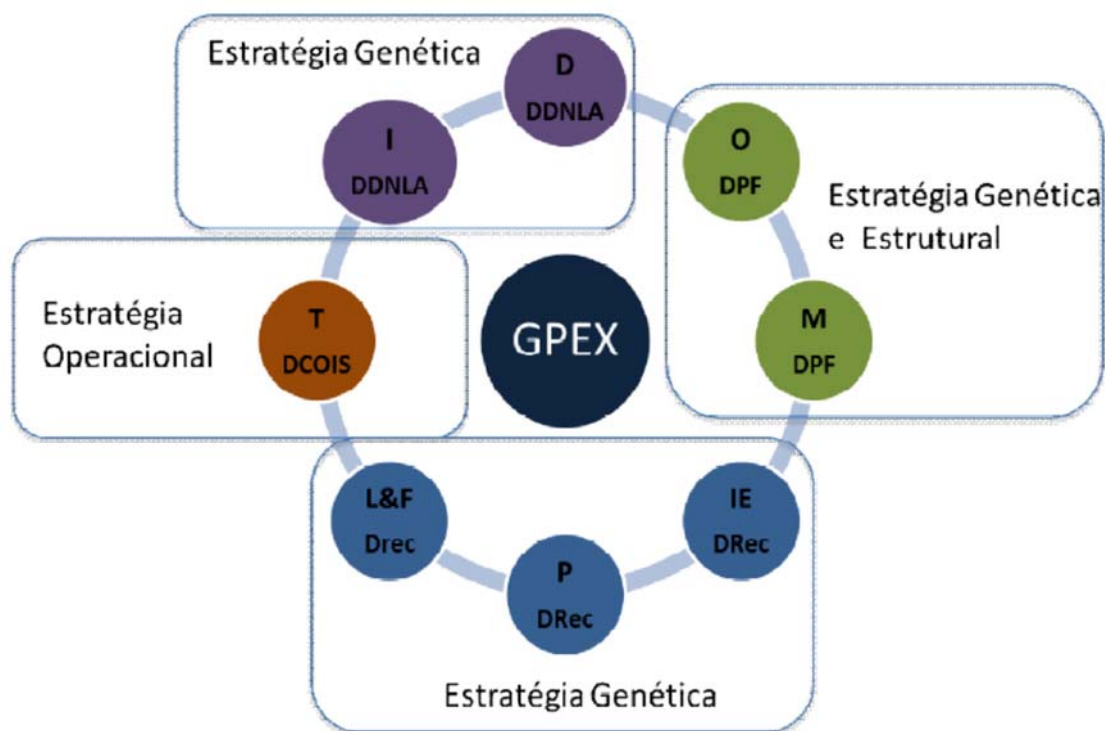 Estratégia Genética
D
DDNLA
I
DDNLA
O
DPF
Estratégia Genética
e Estrutural
M
DPF
Estratégia
Operacional
T
DCOIS
GPEX
L&F
Drec
P
DRec
IE
DRec
Estratégia Genética